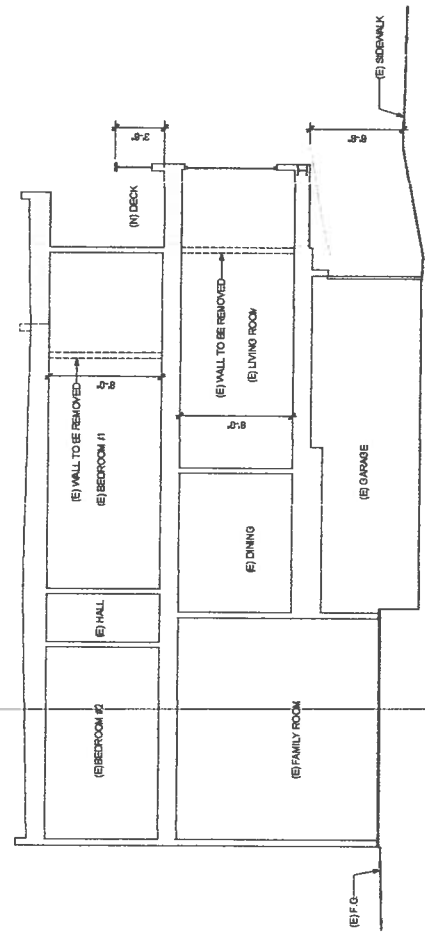 (E) SIDEWALK
3'-6"
(N) DECK
6'-6"
(E) WALL TO BE REMOVED
(E) BEDROOM #1
8'-0"
(E) WALL TO BE REMOVED
(E) LIVING ROOM
8'-0"
(E) HALL
(E) DINING
(E) GARAGE
(E) BEDROOM #2
(E) FAMILY ROOM
(E) F.G.